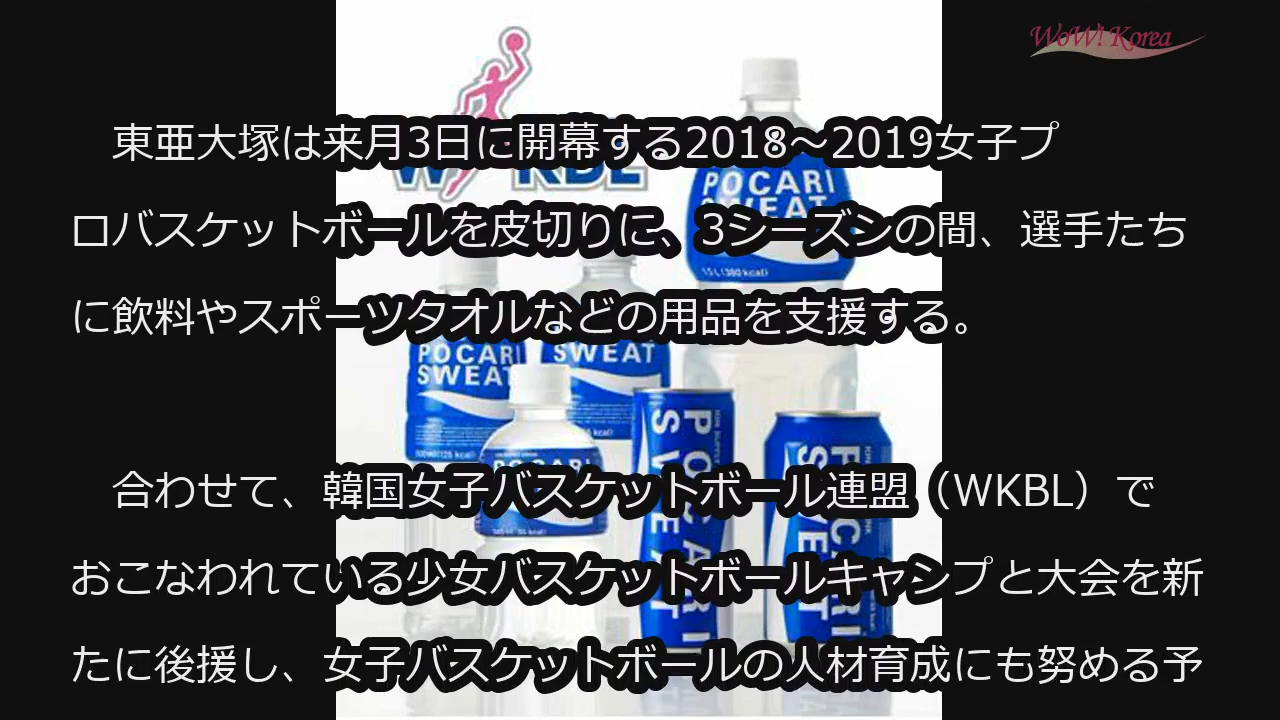 WoW! Korea
東亜大塚は来月3日に開幕する2018～2019女子プ
ロバスケットボールを皮切りに、3シーズンの間、選手たち
に飲料やスポーツタオルなどの用品を支援する。
合わせて、韓国女子バスケットボール連盟（WKBL）で
おこなわれている少女バスケットボールキャンプと大会を新
たに後援し、女子バスケットボールの人材育成にも努める予
WKBL
POCARI
SWEAT
1.5 L (380 kcal)
POCARI
SWEAT
SWEAT
POCARI
POCARI
SWEAT
POCARI
SWEAT